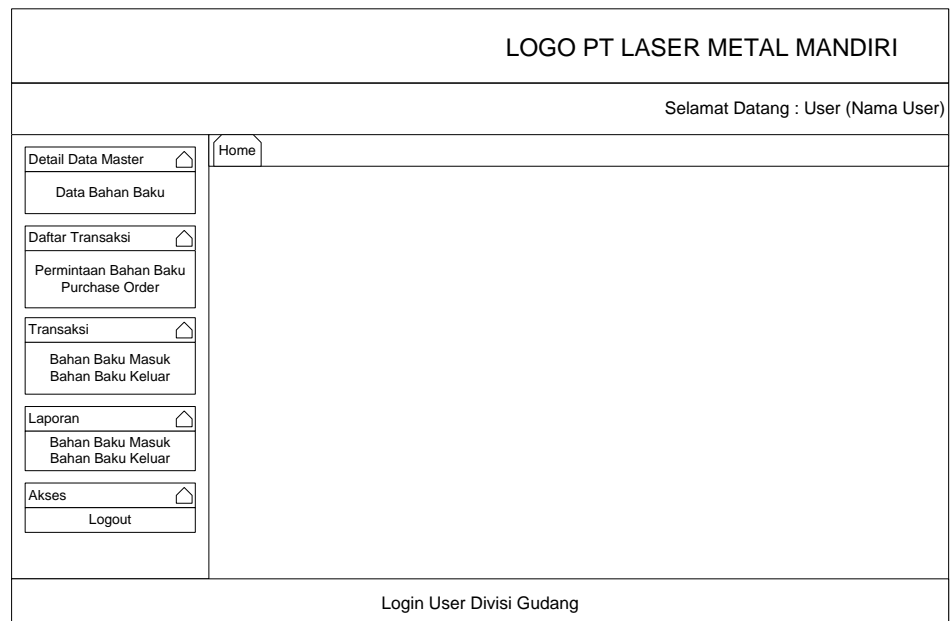 LOGO PT LASER METAL MANDIRI
Selamat Datang : User (Nama User)
Home
Detail Data Master
Data Bahan Baku
Daftar Transaksi
Permintaan Bahan Baku
Purchase Order
Transaksi
Bahan Baku Masuk
Bahan Baku Keluar
Laporan
Bahan Baku Masuk
Bahan Baku Keluar
Akses
Logout
Login User Divisi Gudang